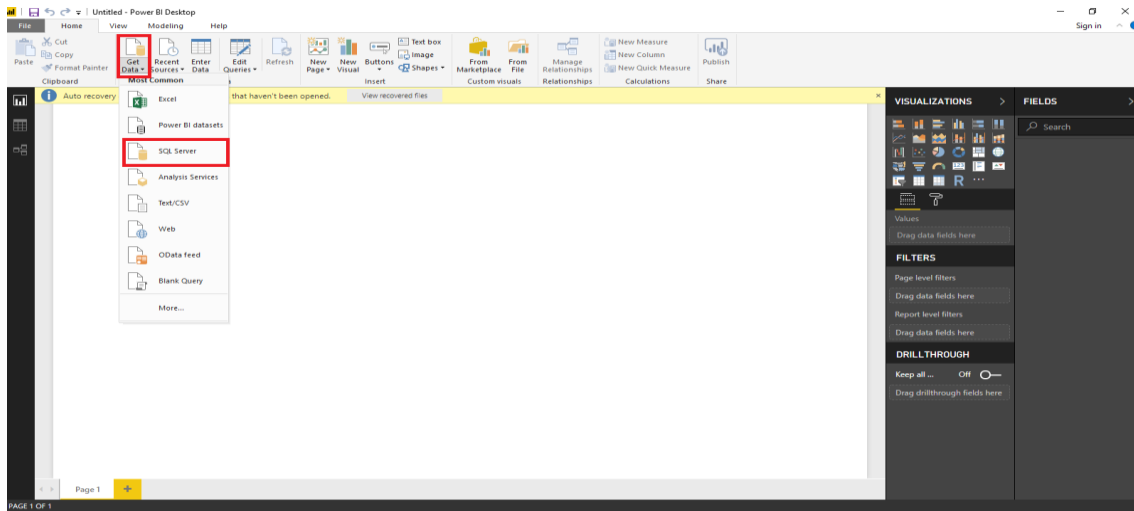 Untitled - Power BI Desktop
File Home View Modeling Help Sign in
Paste
Cut
Copy
Format Painter
Clipboard
Get Data
Recent Sources
Enter Data
Edit Queries
Refresh
New Page
New Visual
Buttons
Text box
Image
Shapes
Insert
From Marketplace
From File
Custom visuals
Manage Relationships
Relationships
New Measure
New Column
New Quick Measure
Calculations
Publish
Share
Most Common
Auto recovery
that haven't been opened.
View recovered files
Excel
Power BI datasets
SQL Server
Analysis Services
Text/CSV
Web
OData feed
Blank Query
More...
VISUALIZATIONS
R
Values
Drag data fields here
FILTERS
Page level filters
Drag data fields here
Report level filters
Drag data fields here
DRILLTHROUGH
Keep all ... Off
Drag drillthrough fields here
FIELDS
Search
Page 1
PAGE 1 OF 1